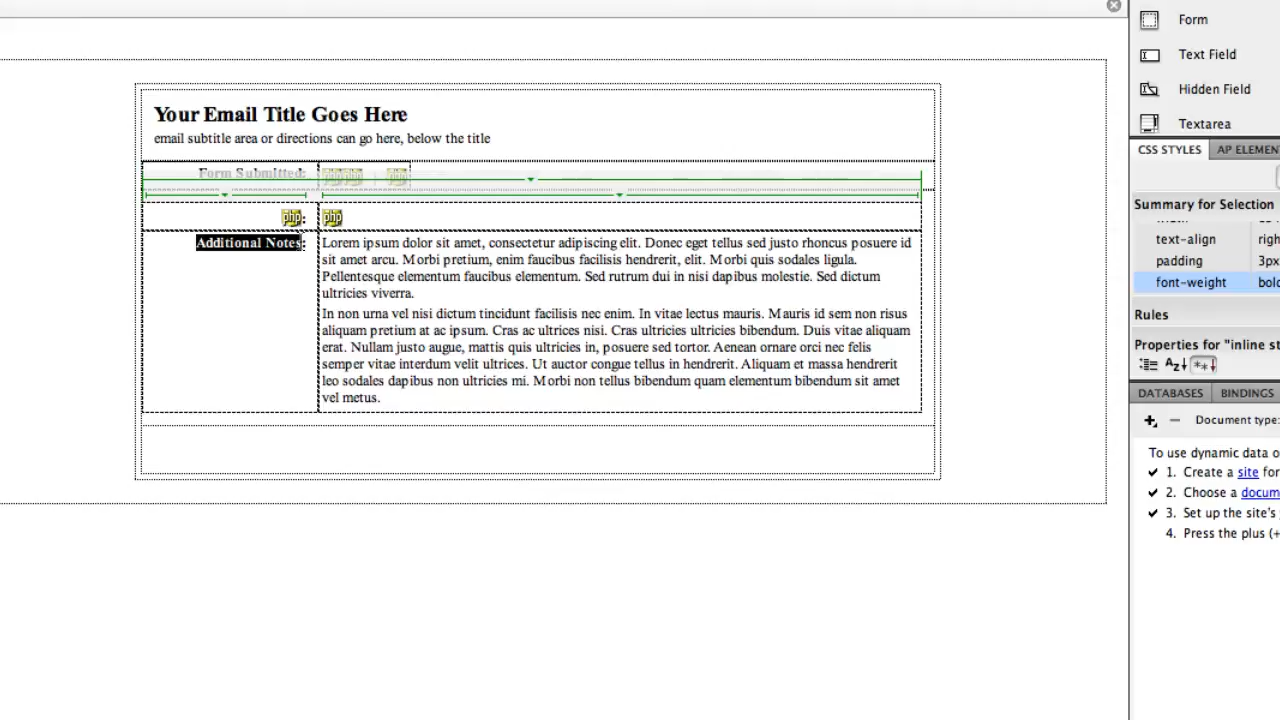 Your Email Title Goes Here
email subtitle area or directions can go here, below the title
Form Submitted:
php php php
php: php
Additional Notes:
Lorem ipsum dolor sit amet, consectetur adipiscing elit. Donec eget tellus sed justo rhoncus posuere id
sit amet arcu. Morbi pretium, enim faucibus facilisis hendrerit, elit. Morbi quis sodales ligula.
Pellentesque elementum faucibus elementum. Sed rutrum dui in nisi dapibus molestie. Sed dictum
ultricies viverra.
In non urna vel nisi dictum tincidunt facilisis nec enim. In vitae lectus mauris. Mauris id sem non risus
aliquam pretium at ac ipsum. Cras ac ultrices nisi. Cras ultricies ultricies bibendum. Duis vitae aliquam
erat. Nullam justo augue, mattis quis ultricies in, posuere sed tortor. Aenean ornare orci nec felis
semper vitae interdum velit ultrices. Ut auctor congue tellus in hendrerit. Aliquam et massa hendrerit
leo sodales dapibus non ultricies mi. Morbi non tellus bibendum quam elementum bibendum sit amet
vel metus.
Form
Text Field
Hidden Field
Textarea
CSS STYLES AP ELEMEN
Summary for Selection
text-align righ
padding 3px
font-weight bold
Rules
Properties for "inline st
DATABASES BINDINGS
Document type:
To use dynamic data o
1. Create a site for
2. Choose a docum
3. Set up the site's
4. Press the plus (+